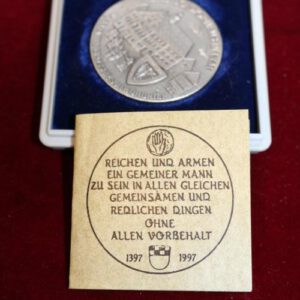 REICHEN UND ARMEN
EIN GEMEINER MANN
ZU SEIN IN ALLEN GLEICHEN
GEMEINSAMEN UND
REDLICHEN DINGEN
OHNE
ALLEN VORBEHALT
1397 1997